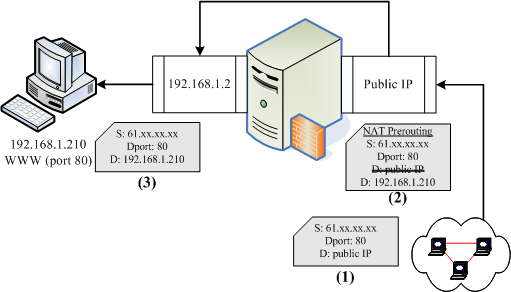 192.168.1.2
Public IP
192.168.1.210
WWW (port 80)
S: 61.xx.xx.xx
Dport: 80
D: 192.168.1.210
(3)
NAT Prerouting
S: 61.xx.xx.xx
Dport: 80
D: public IP
D: 192.168.1.210
(2)
S: 61.xx.xx.xx
Dport: 80
D: public IP
(1)